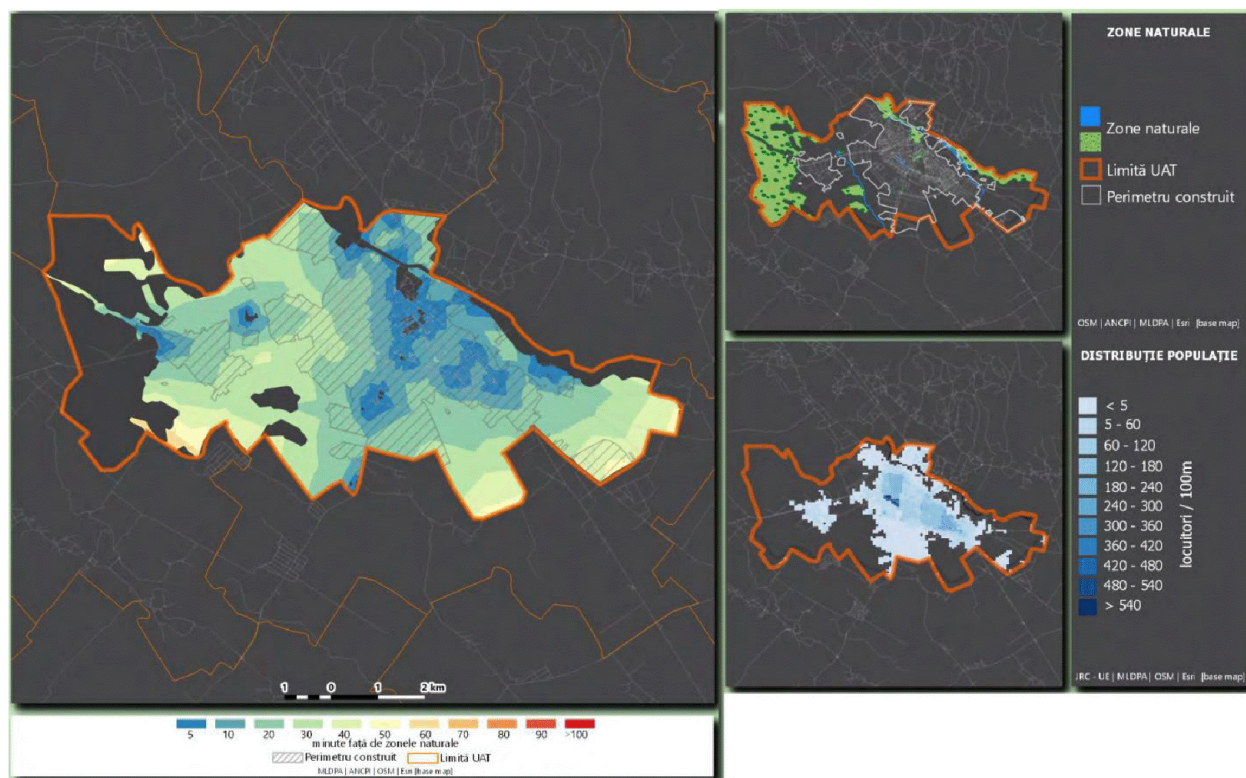 1 0 1 2 km
5 10 20 30 40 50 60 70 80 90 >100
minute față de zonele naturale
Perimetru construit Limită UAT
MLDPA | ANCPI | OSM | Esri [base map]
ZONE NATURALE
Zone naturale
Limită UAT
Perimetru construit
OSM | ANCPI | MLDPA | Esri [base map]
DISTRIBUȚIE POPULAȚIE
< 5
5 - 60
60 - 120
120 - 180
180 - 240
240 - 300
300 - 360
360 - 420
420 - 480
480 - 540
> 540
locuitori / 100m
JRC - UE | MLDPA | OSM | Esri [base map]